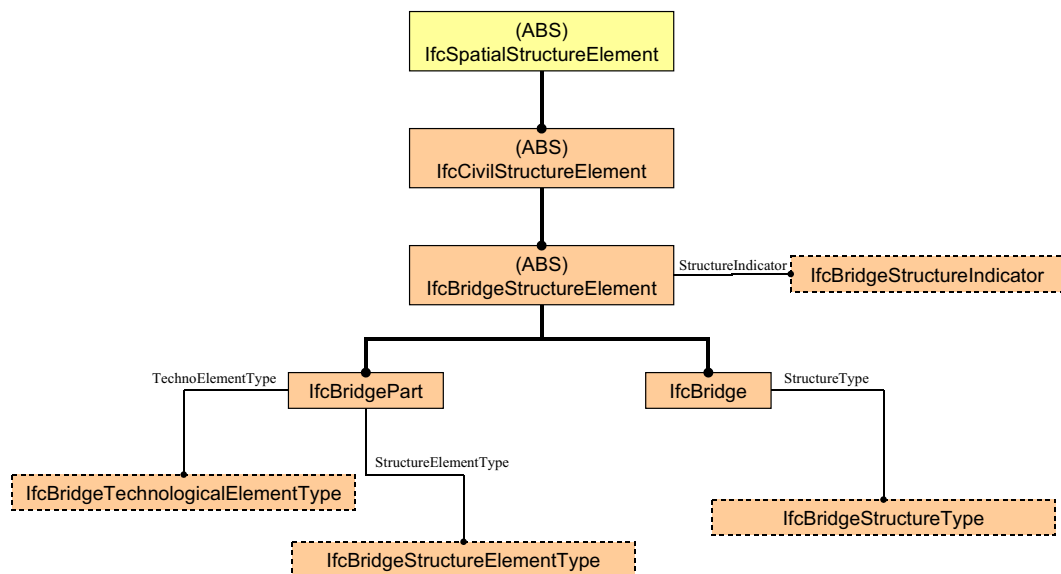 (ABS)
IfcSpatialStructureElement
(ABS)
IfcCivilStructureElement
(ABS)
IfcBridgeStructureElement
StructureIndicator
IfcBridgeStructureIndicator
TechnoElementType
IfcBridgePart
IfcBridge
StructureType
StructureElementType
IfcBridgeTechnologicalElementType
IfcBridgeStructureType
IfcBridgeStructureElementType